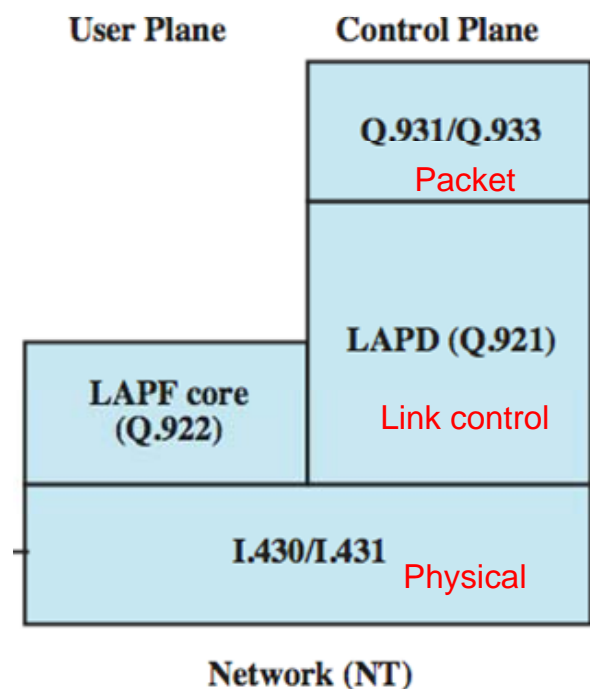 User Plane
Control Plane
Q.931/Q.933
Packet
LAPD (Q.921)
LAPF core
(Q.922)
Link control
I.430/I.431
Physical
Network (NT)